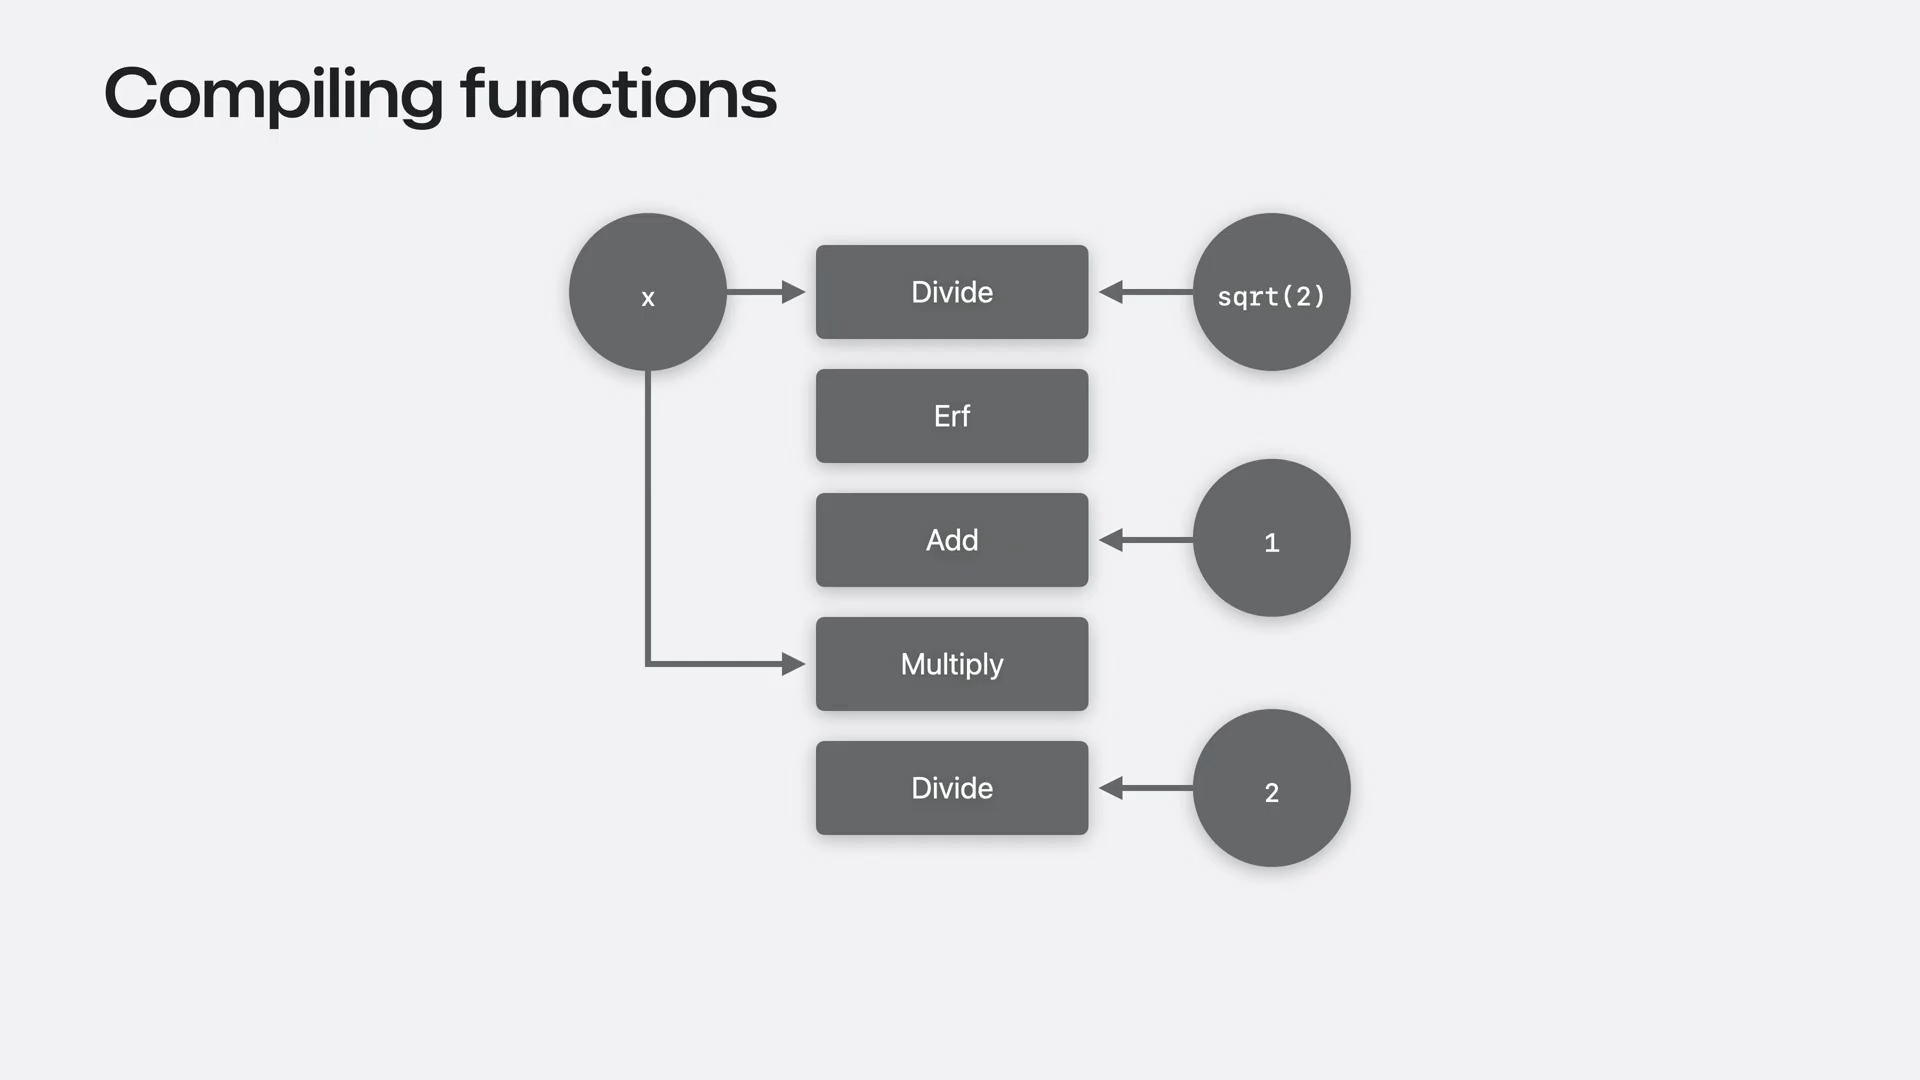 Compiling functions
x
Divide
sqrt(2)
Erf
Add
1
Multiply
Divide
2